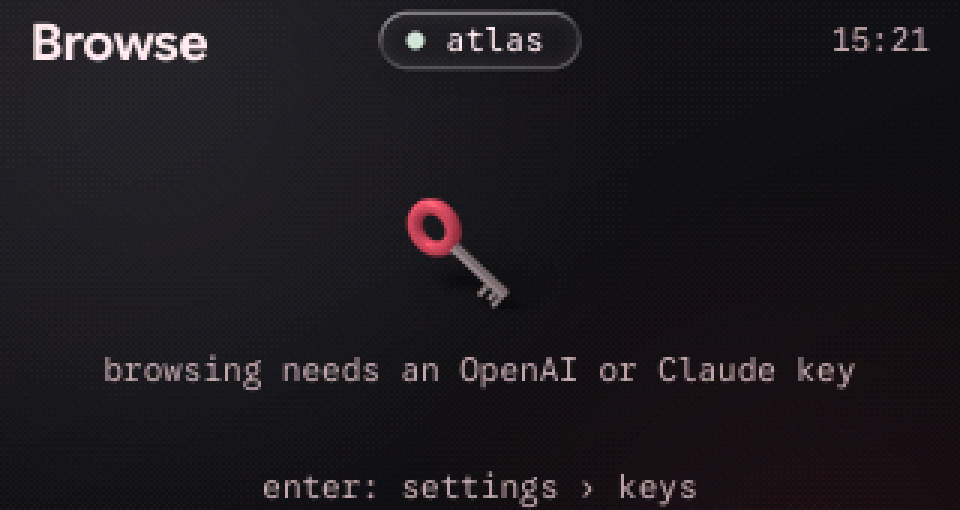 Browse
atlas
15:21
browsing needs an OpenAI or Claude key
enter: settings › keys